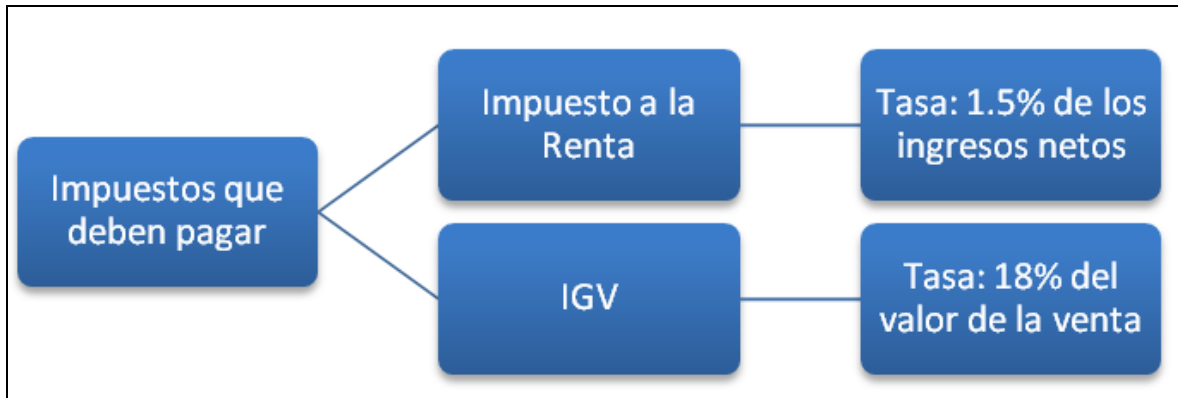 Impuestos que
deben pagar
Impuesto a la
Renta
Tasa: 1.5% de los
ingresos netos
IGV
Tasa: 18% del
valor de la venta